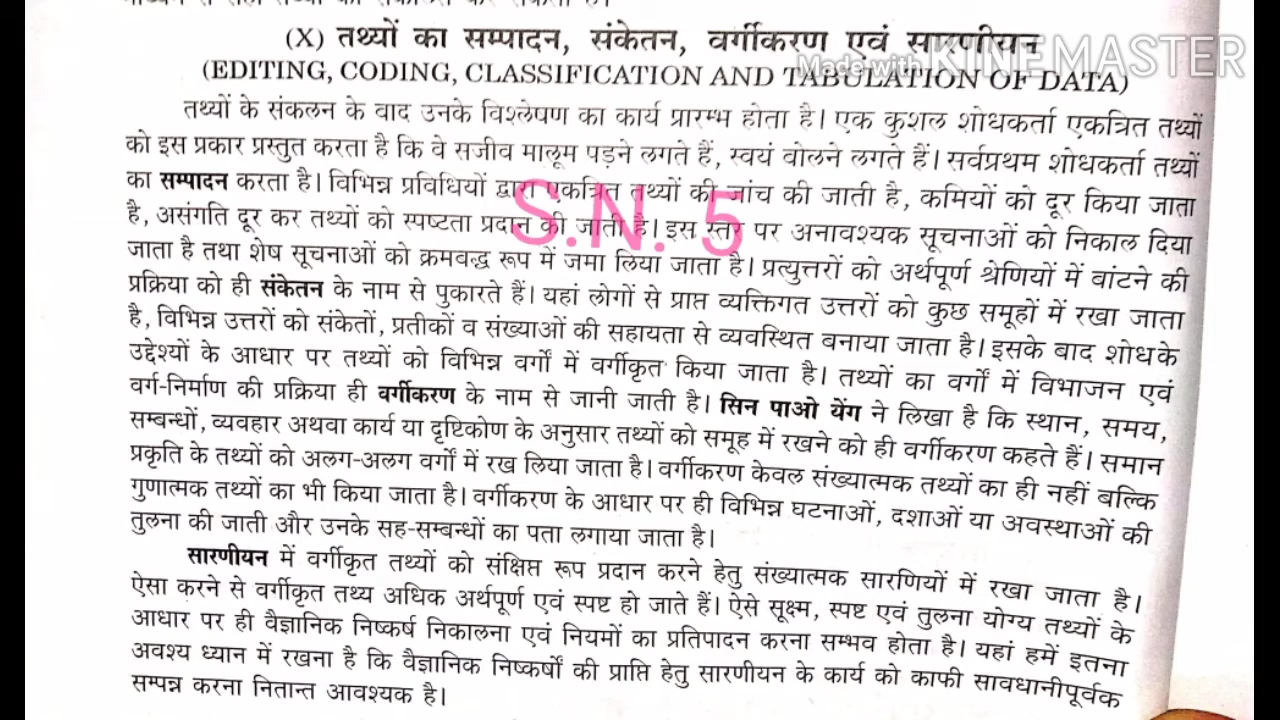 (X) तथ्यों का सम्पादन, संकेतन, वर्गीकरण एवं सारणीयन
Made with KINEMASTER
(EDITING, CODING, CLASSIFICATION AND TABULATION OF DATA)
तथ्यों के संकलन के वाद उनके विश्लेषण का कार्य प्रारम्भ होता है। एक कुशल शोधकर्ता एकत्रित तथ्यों
को इस प्रकार प्रस्तुत करता है कि वे सजीव मालूम पड़ने लगते हैं, स्वयं वोलने लगते हैं। सर्वप्रथम शोधकर्ता तथ्यों
का सम्पादन करता है। विभिन्न प्रविधियों द्वारा एकत्रित तथ्यों की जांच की जाती है, कमियों को दूर किया जाता
S.N. 5
है, असंगति दूर कर तथ्यों को स्पष्टता प्रदान की जाती है। इस स्तर पर अनावश्यक सूचनाओं को निकाल दिया
जाता है तथा शेष सूचनाओं को क्रमवद्ध रूप में जमा लिया जाता है। प्रत्युत्तरों को अर्थपूर्ण श्रेणियों में बांटने की
प्रक्रिया को ही संकेतन के नाम से पुकारते हैं। यहां लोगों से प्राप्त व्यक्तिगत उत्तरों को कुछ समूहों में रखा जाता
है, विभिन्न उत्तरों को संकेतों, प्रतीकों व संख्याओं की सहायता से व्यवस्थित बनाया जाता है। इसके बाद शोध के
उद्देश्यों के आधार पर तथ्यों को विभिन्न वर्गों में वर्गीकृत किया जाता है। तथ्यों का वर्गों में विभाजन एवं
वर्ग-निर्माण की प्रक्रिया ही वर्गीकरण के नाम से जानी जाती है। सिन पाओ येंग ने लिखा है कि स्थान, समय,
सम्बन्धों, व्यवहार अथवा कार्य या दृष्टिकोण के अनुसार तथ्यों को समूह में रखने को ही वर्गीकरण कहते हैं। समान
प्रकृति के तथ्यों को अलग-अलग वर्गों में रख लिया जाता है। वर्गीकरण केवल संख्यात्मक तथ्यों का ही नहीं बल्कि
गुणात्मक तथ्यों का भी किया जाता है। वर्गीकरण के आधार पर ही विभिन्न घटनाओं, दशाओं या अवस्थाओं की
तुलना की जाती और उनके सह-सम्बन्धों का पता लगाया जाता है।
सारणीयन में वर्गीकृत तथ्यों को संक्षिप्त रूप प्रदान करने हेतु संख्यात्मक सारणियों में रखा जाता है।
ऐसा करने से वर्गीकृत तथ्य अधिक अर्थपूर्ण एवं स्पष्ट हो जाते हैं। ऐसे सूक्ष्म, स्पष्ट एवं तुलना योग्य तथ्यों के
आधार पर ही वैज्ञानिक निष्कर्ष निकालना एवं नियमों का प्रतिपादन करना सम्भव होता है। यहां हमें इतना
अवश्य ध्यान में रखना है कि वैज्ञानिक निष्कर्षों की प्राप्ति हेतु सारणीयन के कार्य को काफी सावधानीपूर्वक
सम्पन्न करना नितान्त आवश्यक है।